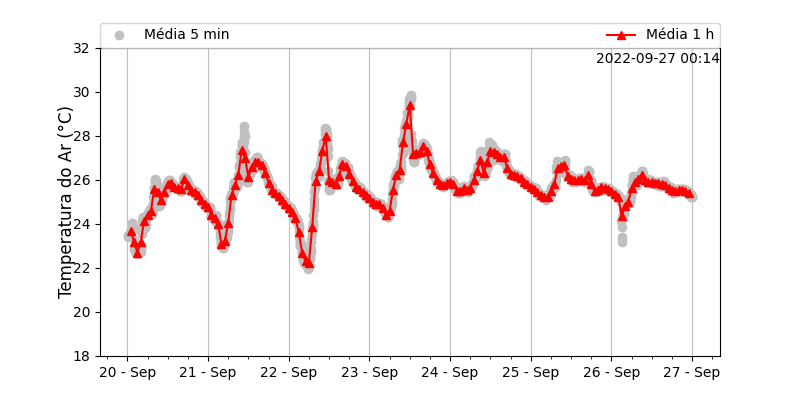 Média 5 min
Média 1 h
2022-09-27 00:14
Temperatura do Ar (°C)
32
30
28
26
24
22
20
18
20 - Sep
21 - Sep
22 - Sep
23 - Sep
24 - Sep
25 - Sep
26 - Sep
27 - Sep